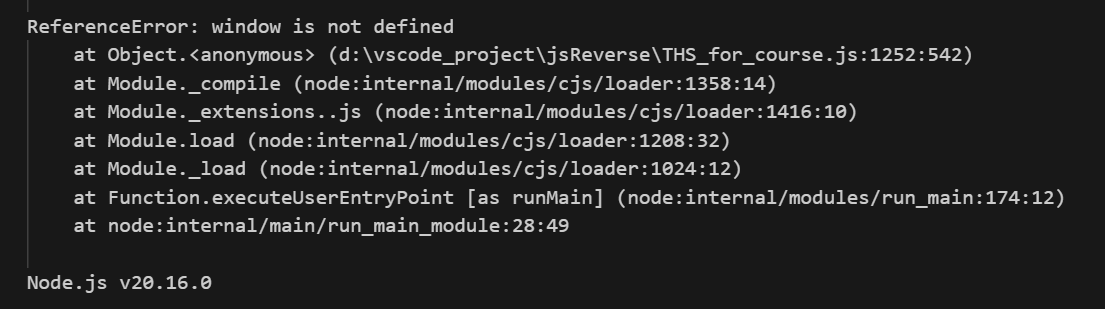 ReferenceError: window is not defined
    at Object.<anonymous> (d:\vscode_project\jsReverse\THS_for_course.js:1252:542)
    at Module._compile (node:internal/modules/cjs/loader:1358:14)
    at Module._extensions..js (node:internal/modules/cjs/loader:1416:10)
    at Module.load (node:internal/modules/cjs/loader:1208:32)
    at Module._load (node:internal/modules/cjs/loader:1024:12)
    at Function.executeUserEntryPoint [as runMain] (node:internal/modules/run_main:174:12)
    at node:internal/main/run_main_module:28:49
Node.js v20.16.0